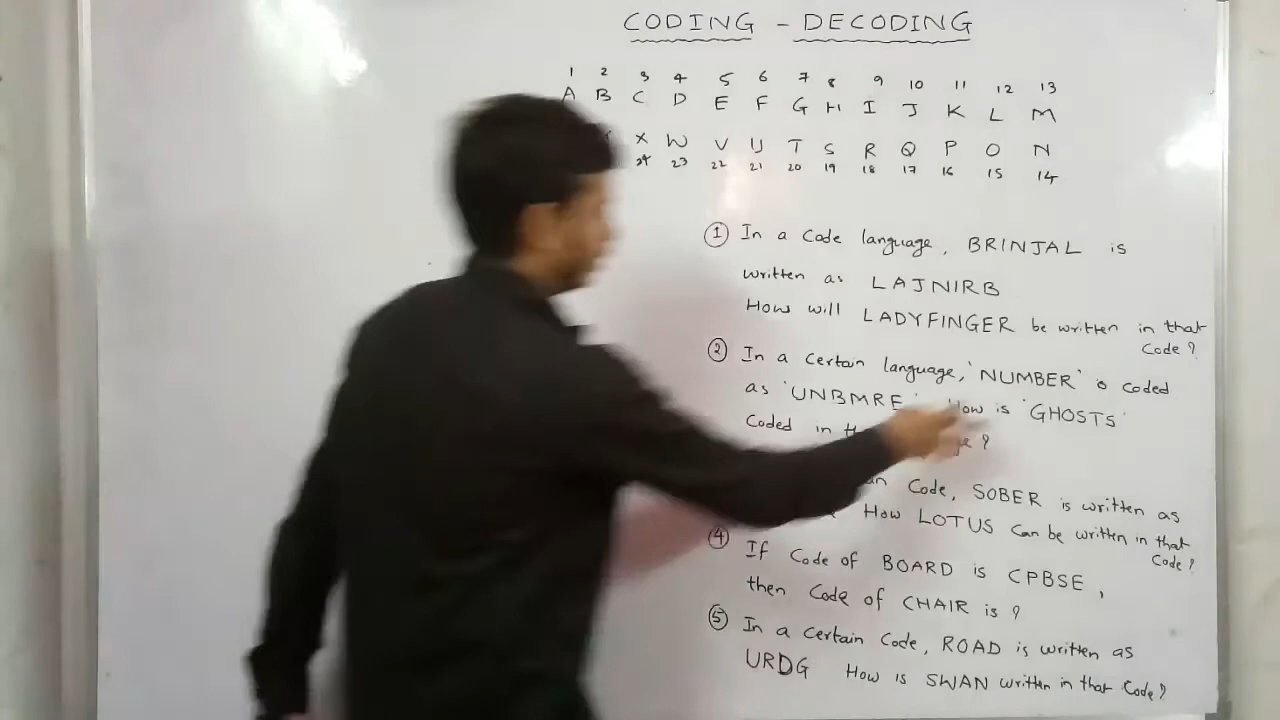 CODING - DECODING
1 2 3 4 5 6 7 8 9 10 11 12 13
A B C D E F G H I J K L M
X W V U T S R Q P O N
24 23 22 21 20 19 18 17 16 15 14
① In a Code language, BRINJAL is
written as LAJNIRB
How will LADYFINGER be written in that
Code?
② In a certain language, 'NUMBER' is coded
as 'UNBMRE' How is 'GHOSTS'
Coded in
Code, SOBER is written as
How LOTUS Can be written in that
Code?
④ If Code of BOARD is CPBSE,
then Code of CHAIR is ?
⑤ In a certain Code, ROAD is written as
URDG How is SWAN written in that Code?